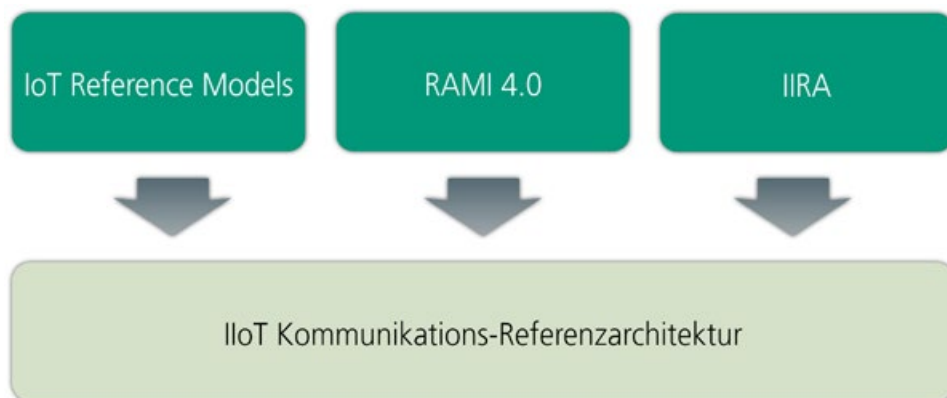 IoT Reference Models
RAMI 4.0
IIRA
IIoT Kommunikations-Referenzarchitektur